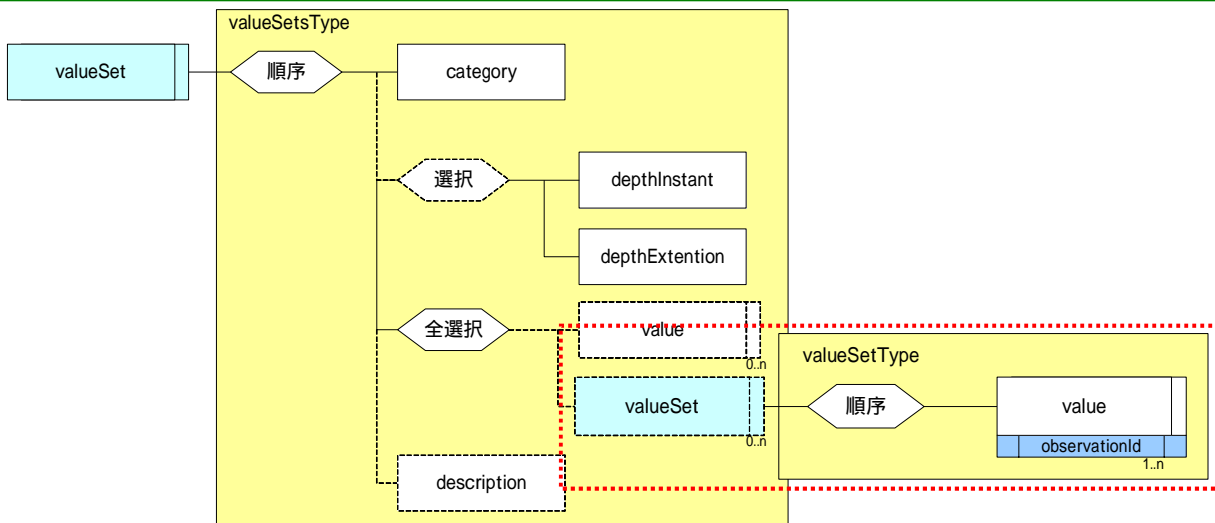 valueSetsType
valueSet
順序
category
選択
depthInstant
depthExtention
全選択
value
0..n
valueSetType
valueSet
0..n
順序
value
observationId
1..n
description